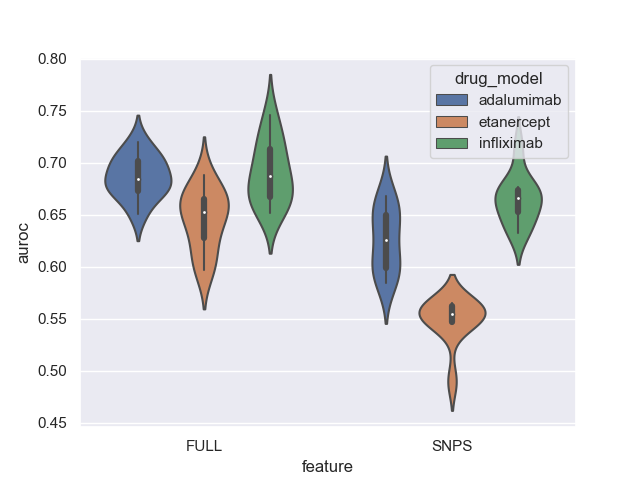 0.80
0.75
0.70
0.65
0.60
0.55
0.50
0.45
auroc
drug_model
adalumimab
etanercept
infliximab
FULL
SNPS
feature